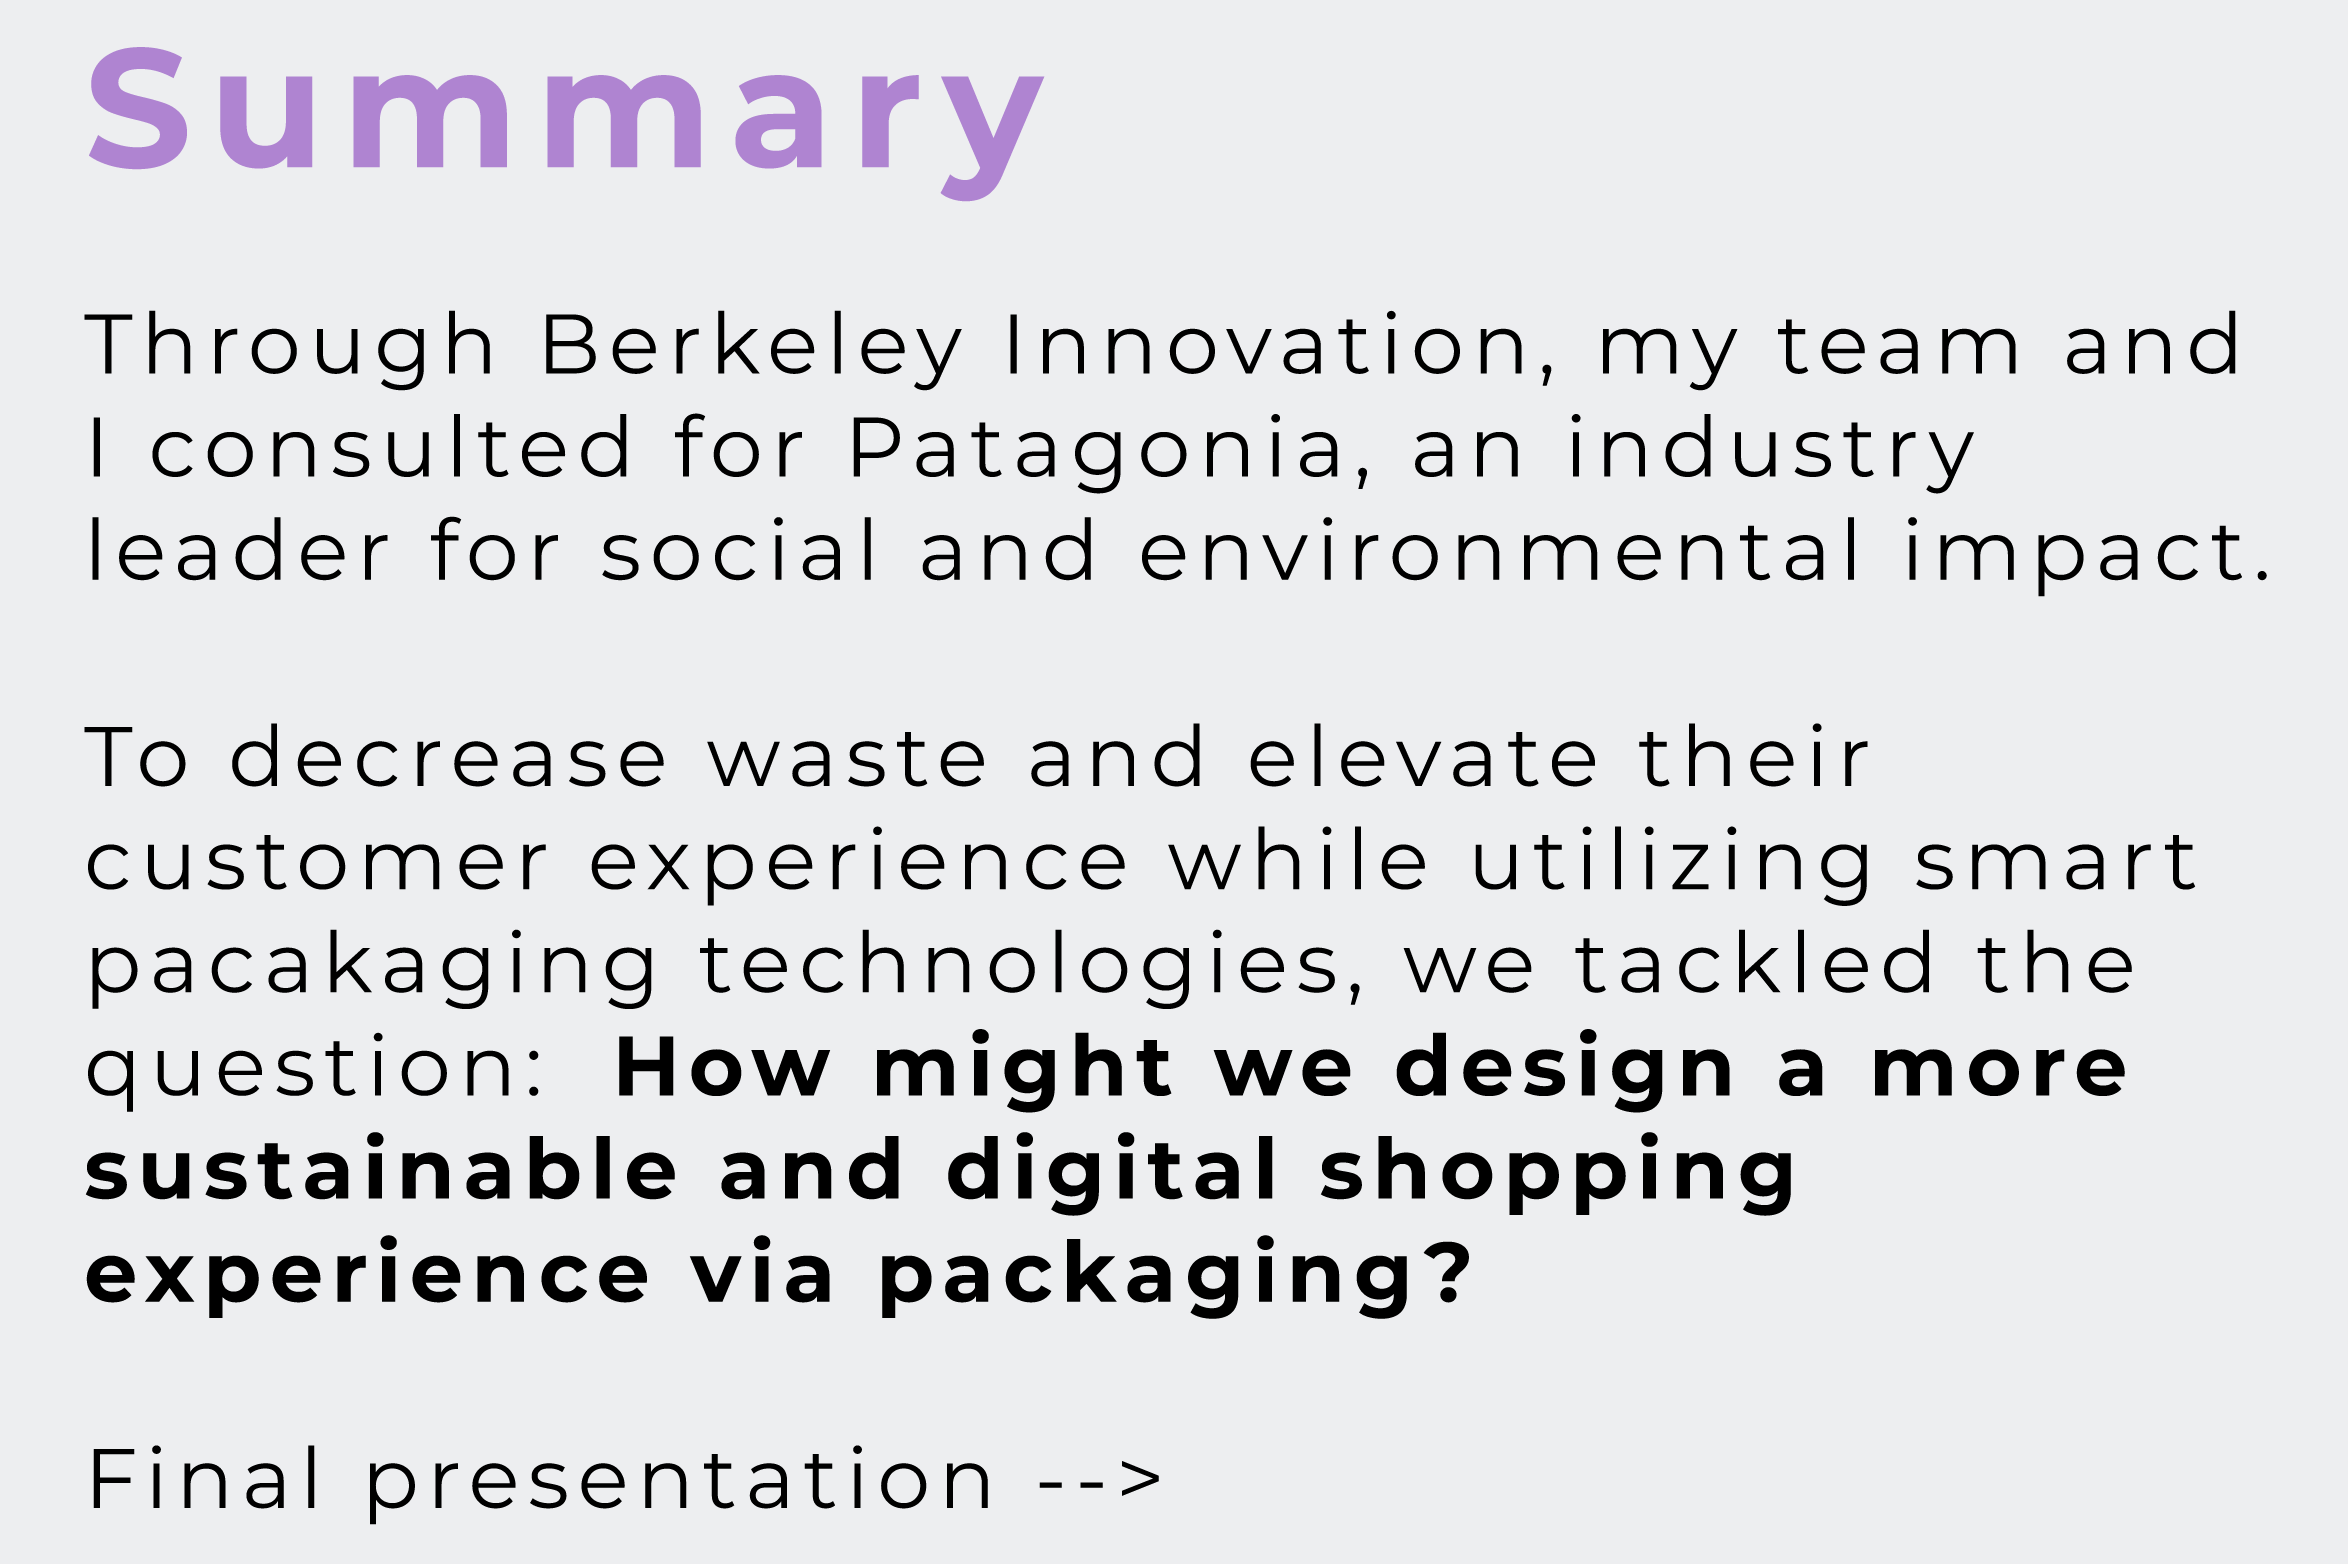 Summary
Through Berkeley Innovation, my team and
I consulted for Patagonia, an industry
leader for social and environmental impact.
To decrease waste and elevate their
customer experience while utilizing smart
pacakaging technologies, we tackled the
question:  How might we design a more
sustainable and digital shopping
experience via packaging?
Final presentation -->